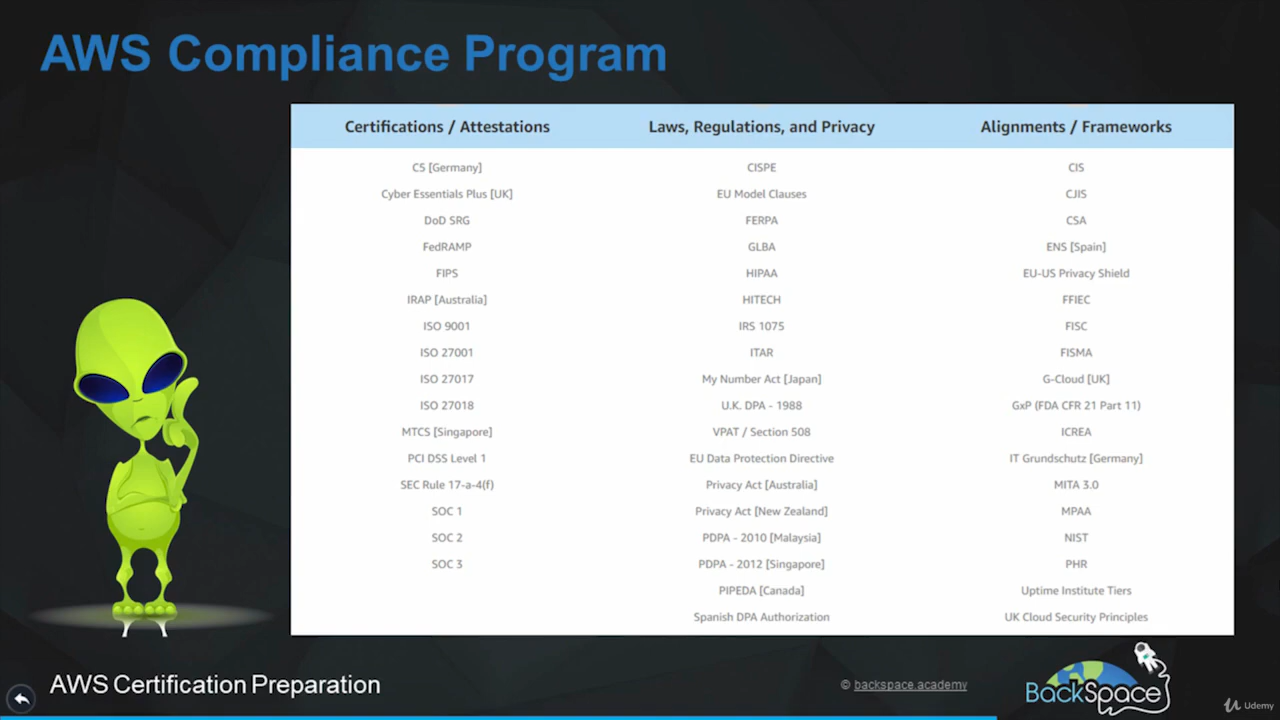 AWS Compliance Program
Certifications / Attestations
C5 [Germany]
Cyber Essentials Plus [UK]
DoD SRG
FedRAMP
FIPS
IRAP [Australia]
ISO 9001
ISO 27001
ISO 27017
ISO 27018
MTCS [Singapore]
PCI DSS Level 1
SEC Rule 17-a-4(f)
SOC 1
SOC 2
SOC 3
Laws, Regulations, and Privacy
CISPE
EU Model Clauses
FERPA
GLBA
HIPAA
HITECH
IRS 1075
ITAR
My Number Act [Japan]
U.K. DPA - 1988
VPAT / Section 508
EU Data Protection Directive
Privacy Act [Australia]
Privacy Act [New Zealand]
PDPA - 2010 [Malaysia]
PDPA - 2012 [Singapore]
PIPEDA [Canada]
Spanish DPA Authorization
Alignments / Frameworks
CIS
CJIS
CSA
ENS [Spain]
EU-US Privacy Shield
FFIEC
FISC
FISMA
G-Cloud [UK]
GxP (FDA CFR 21 Part 11)
ICREA
IT Grundschutz [Germany]
MITA 3.0
MPAA
NIST
PHR
Uptime Institute Tiers
UK Cloud Security Principles
AWS Certification Preparation
© backspace.academy
BackSpace
Udemy